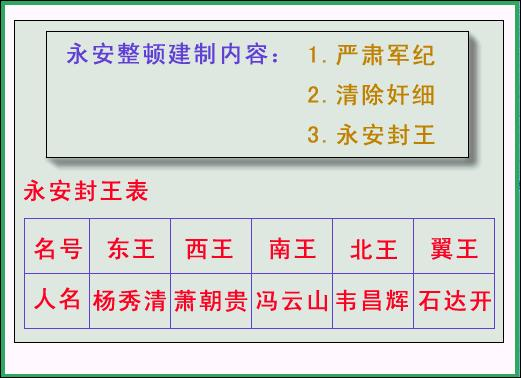 永安整顿建制内容： 1.严肃军纪
2.清除奸细
3.永安封王
永安封王表
名号 东王 西王 南王 北王 翼王
人名 杨秀清 萧朝贵 冯云山 韦昌辉 石达开